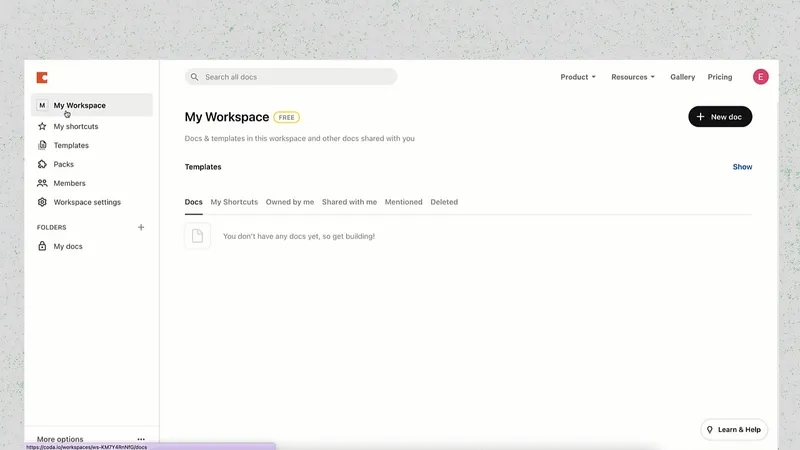 Search all docs
Product
Resources
Gallery
Pricing
E
M
My Workspace
My shortcuts
Templates
Packs
Members
Workspace settings
FOLDERS
My docs
More options
My Workspace
FREE
New doc
Docs & templates in this workspace and other docs shared with you
Templates
Show
Docs My Shortcuts Owned by me Shared with me Mentioned Deleted
You don't have any docs yet, so get building!
Learn & Help
https://coda.io/workspaces/ws-KM7Y4RnNfG/docs